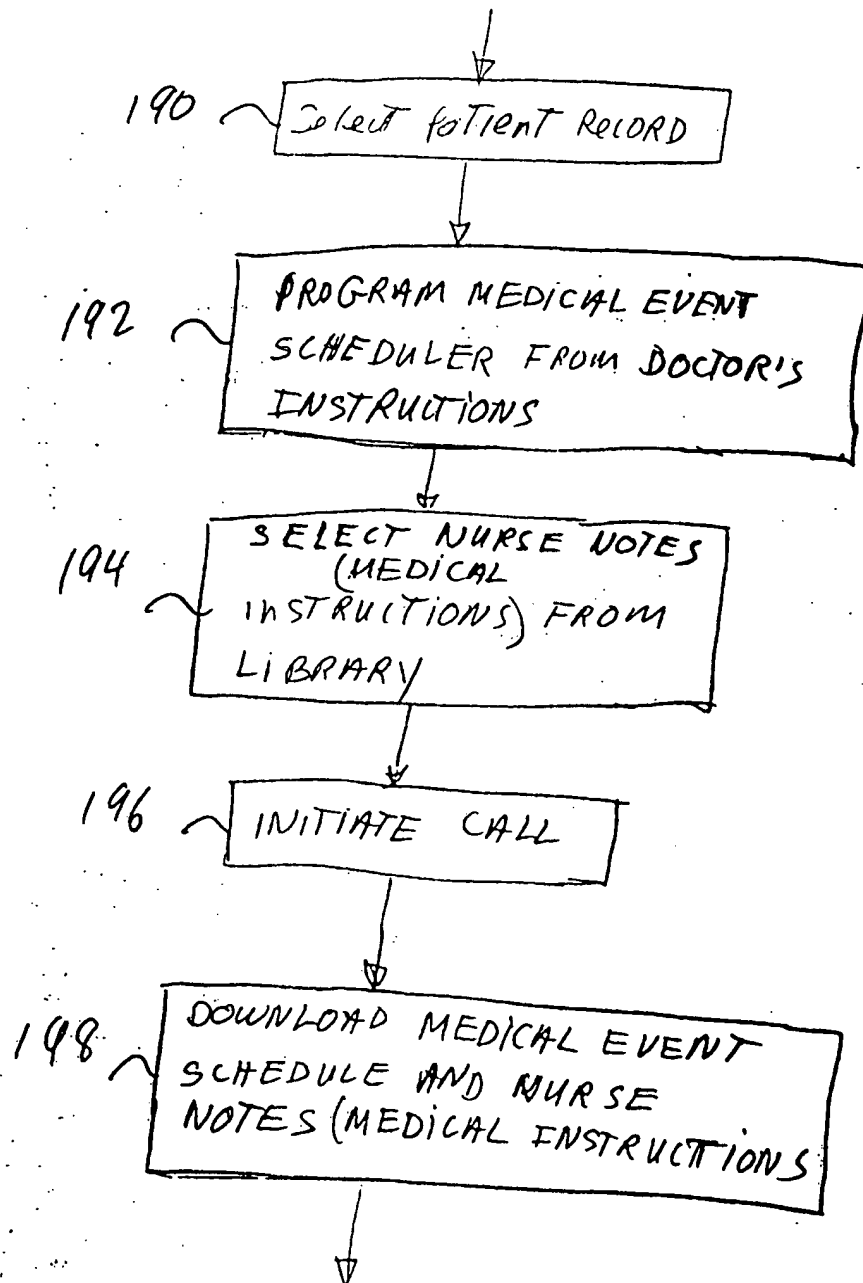 190
Select PATIENT RECORD
192
PROGRAM MEDICAL EVENT
SCHEDULER FROM DOCTOR'S
INSTRUCTIONS
194
SELECT NURSE NOTES
(MEDICAL
INSTRUCTIONS) FROM
LIBRARY
196
INITIATE CALL
198
DOWNLOAD MEDICAL EVENT
SCHEDULE AND NURSE
NOTES (MEDICAL INSTRUCTIONS